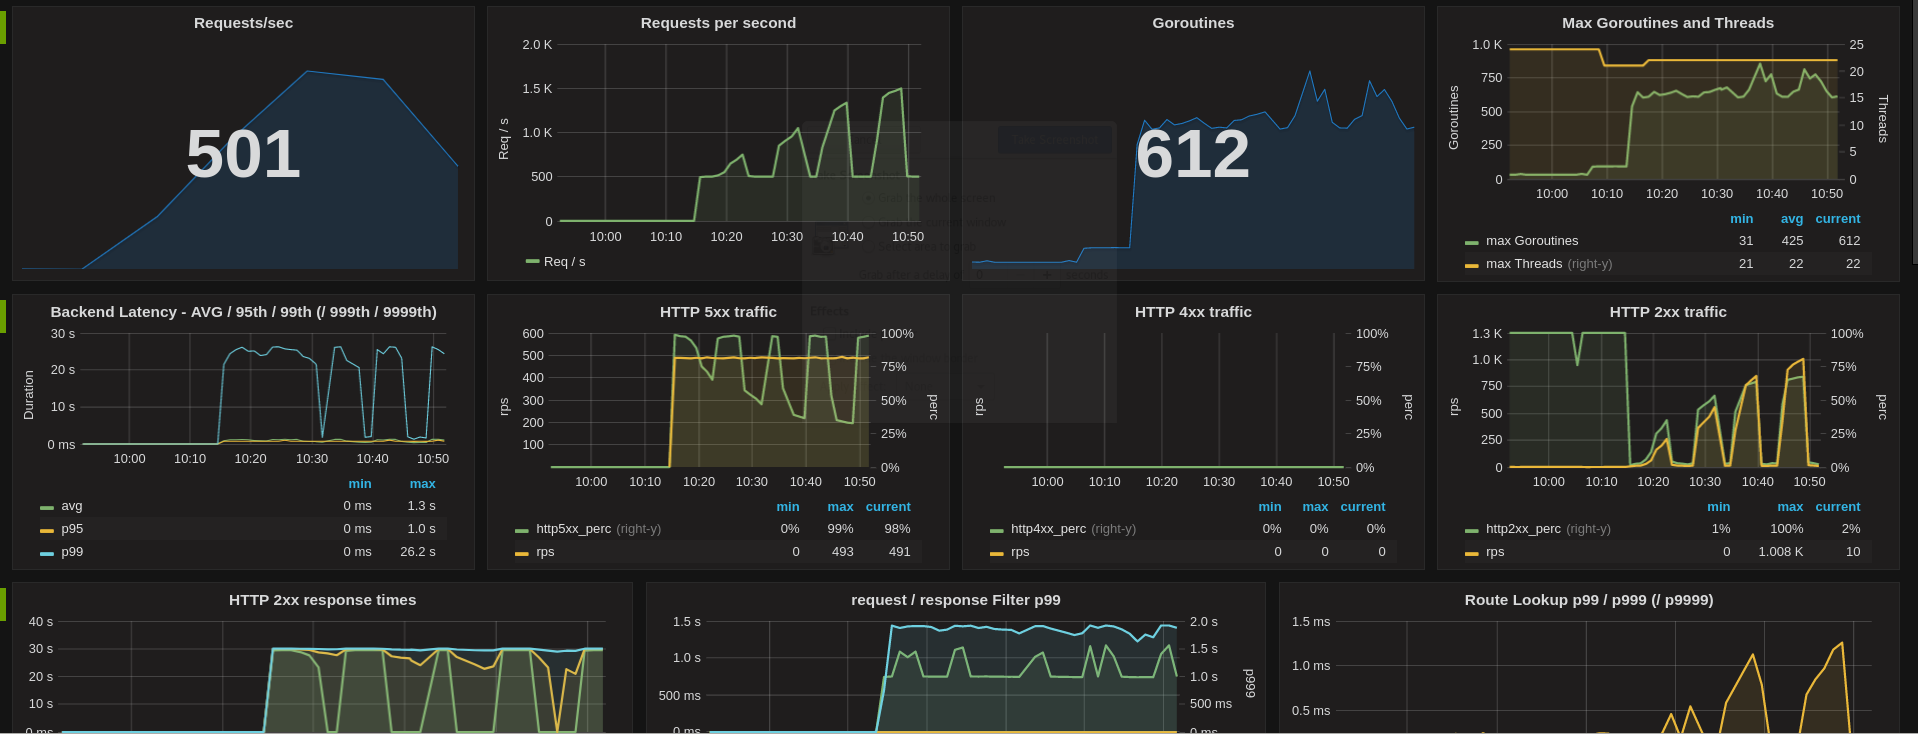 Requests/sec
501
Requests per second
2.0 K
1.5 K
1.0 K
500
0
Req / s
10:00 10:10 10:20 10:30 10:40 10:50
Req / s
Goroutines
612
Max Goroutines and Threads
1.0 K
750
500
250
0
Goroutines
25
20
15
10
5
0
Threads
10:00 10:10 10:20 10:30 10:40 10:50
min avg current
max Goroutines 31 425 612
max Threads (right-y) 21 22 22
Backend Latency - AVG / 95th / 99th (/ 999th / 9999th)
30 s
20 s
10 s
0 ms
Duration
10:00 10:10 10:20 10:30 10:40 10:50
min max
avg 0 ms 1.3 s
p95 0 ms 1.0 s
p99 0 ms 26.2 s
HTTP 5xx traffic
600
500
400
300
200
100
rps
100%
75%
50%
25%
0%
perc
10:00 10:10 10:20 10:30 10:40 10:50
min max current
http5xx_perc (right-y) 0% 99% 98%
rps 0 493 491
Effects
HTTP 4xx traffic
rps
100%
75%
50%
25%
0%
perc
10:00 10:10 10:20 10:30 10:40 10:50
min max current
http4xx_perc (right-y) 0% 0% 0%
rps 0 0 0
HTTP 2xx traffic
1.3 K
1.0 K
750
500
250
0
rps
100%
75%
50%
25%
0%
perc
10:00 10:10 10:20 10:30 10:40 10:50
min max current
http2xx_perc (right-y) 1% 100% 2%
rps 0 1.008 K 10
HTTP 2xx response times
40 s
30 s
20 s
10 s
0 ms
request / response Filter p99
1.5 s
1.0 s
500 ms
0 ms
2.0 s
1.5 s
1.0 s
500 ms
0 ms
p999
Route Lookup p99 / p999 (/ p9999)
1.5 ms
1.0 ms
0.5 ms